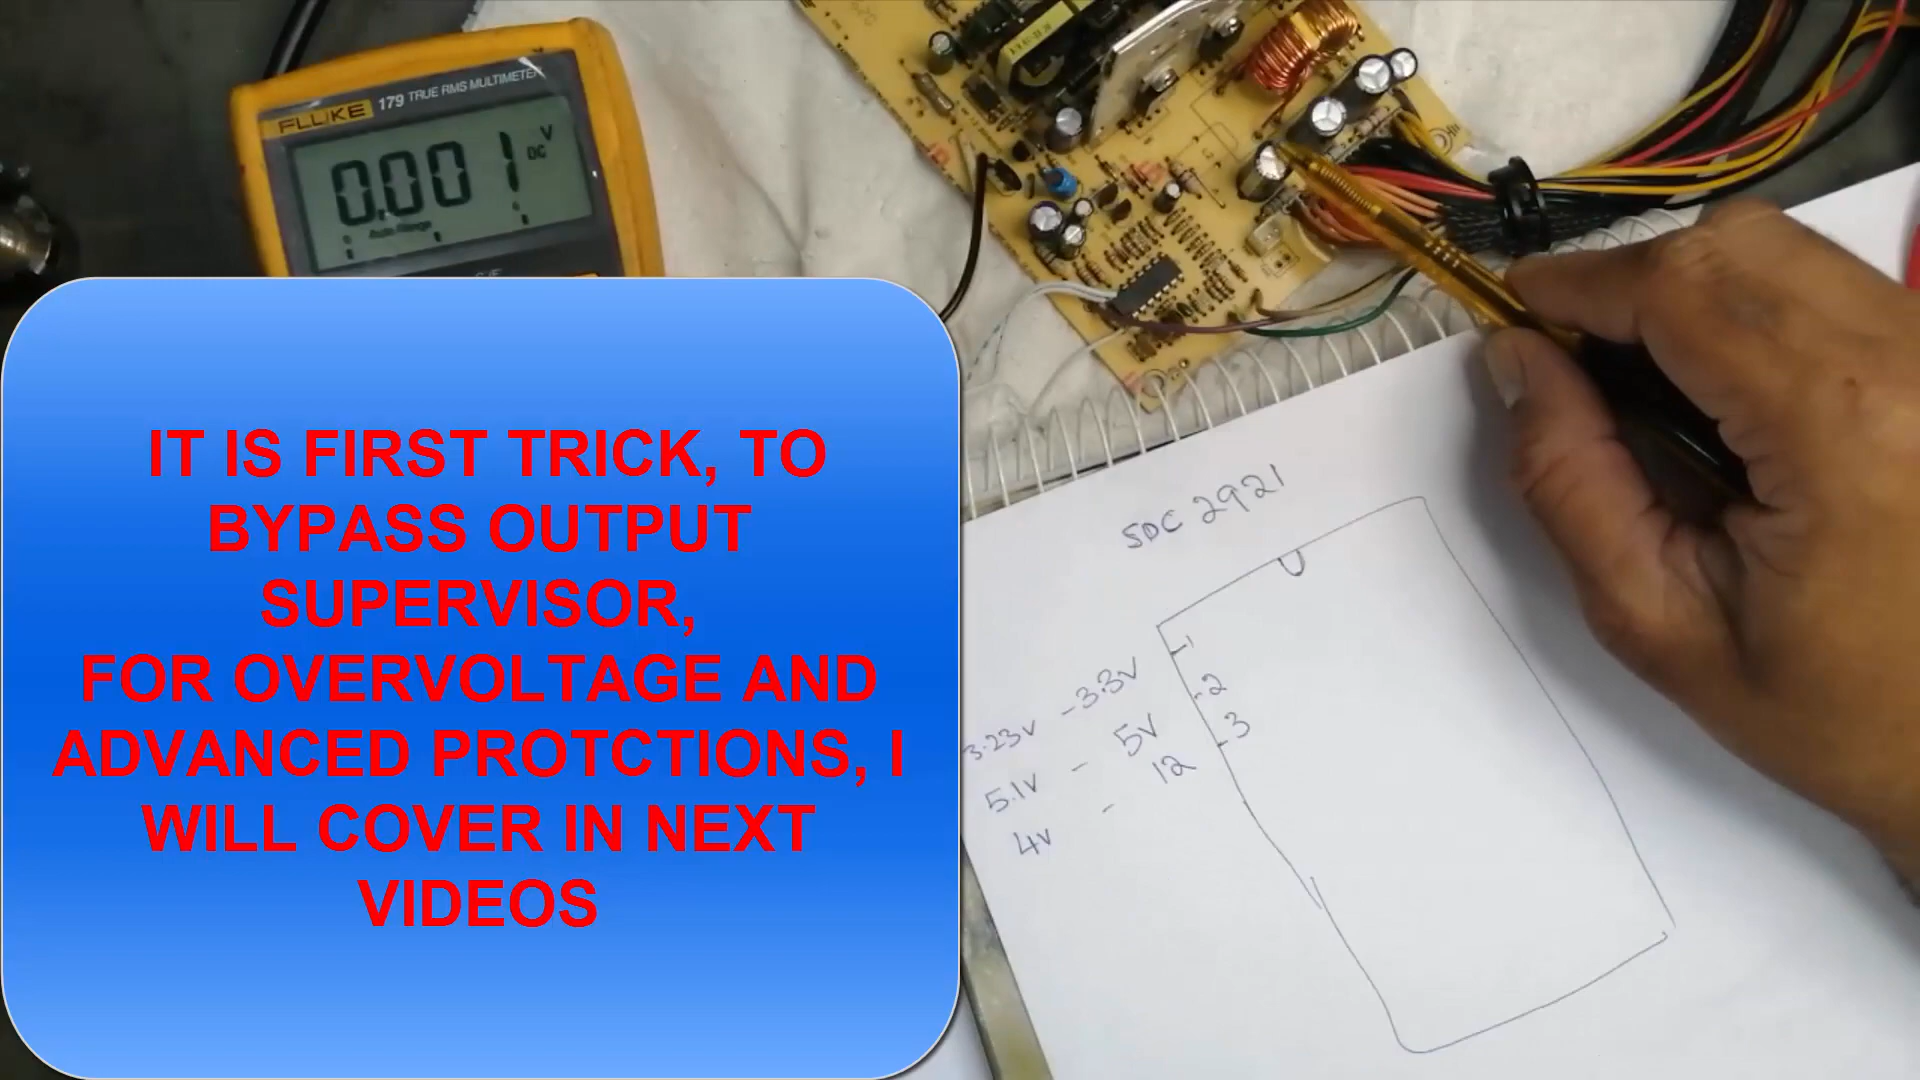 FLUKE 179 TRUE RMS MULTIMETER
0.001 V DC
Auto Range
IT IS FIRST TRICK, TO
BYPASS OUTPUT
SUPERVISOR,
FOR OVERVOLTAGE AND
ADVANCED PROTCTIONS, I
WILL COVER IN NEXT
VIDEOS
SDC 2921
3.23V - 3.3V 1
5.1V - 5V 2
4V - 12 3